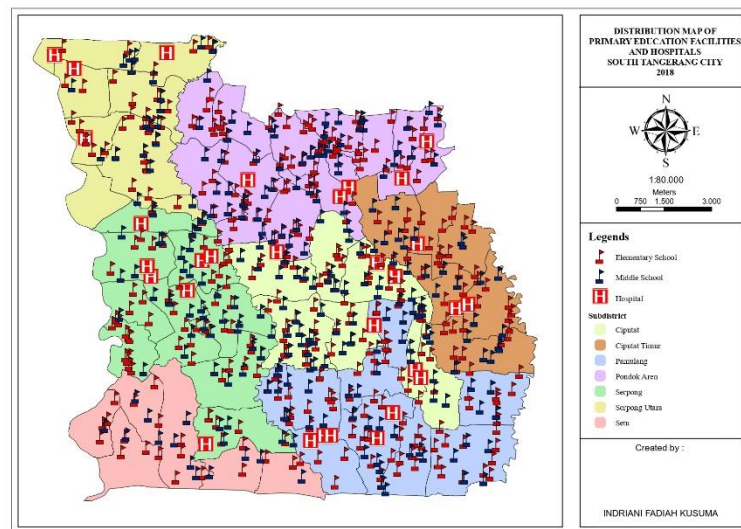 DISTRIBUTION MAP OF
PRIMARY EDUCATION FACILITIES
AND HOSPITALS
SOUTH TANGERANG CITY
2018
N
W E
S
1:80.000
Meters
0 750 1.500 3.000
Legends
Elementary School
Middle School
H Hospital
Subdistrict
Ciputat
Ciputat Timur
Pamulang
Pondok Aren
Serpong
Serpong Utara
Setu
Created by :
INDRIANI FADIAH KUSUMA